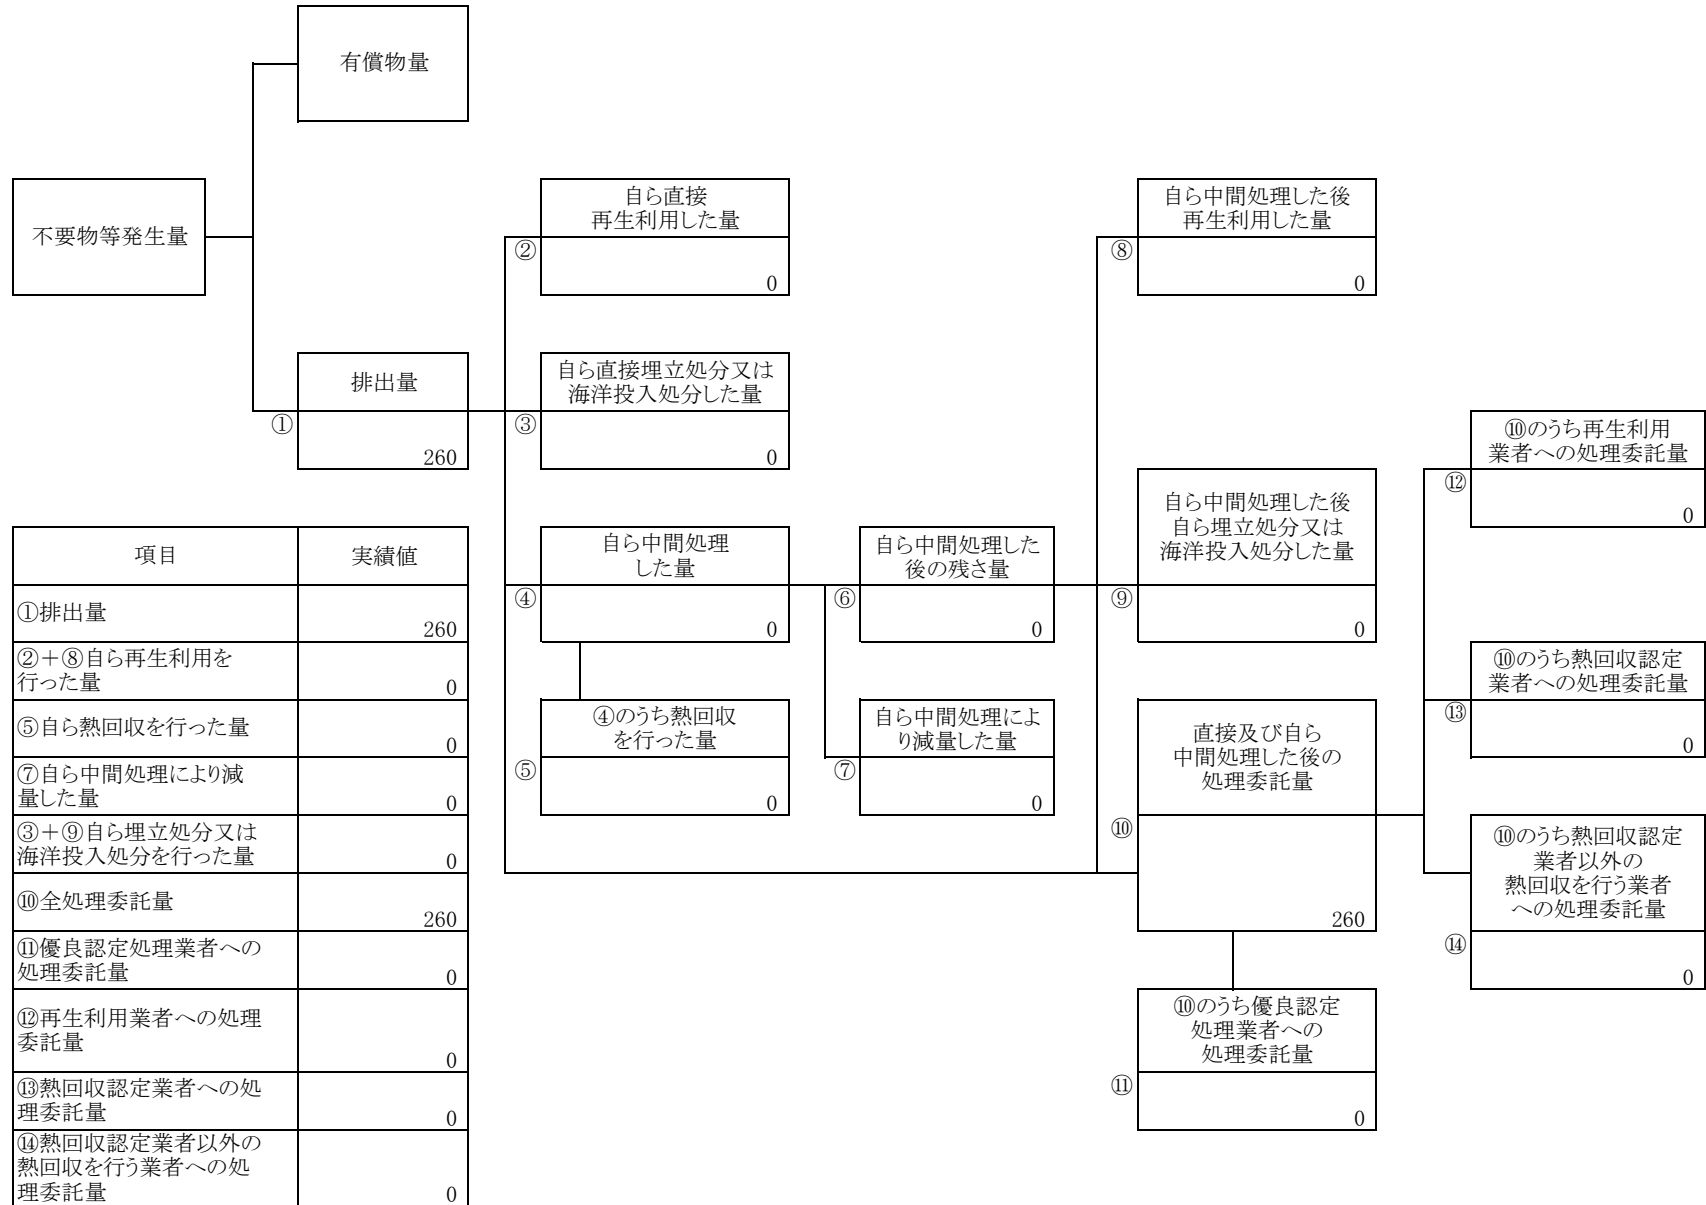 有償物量
不要物等発生量
自ら直接
再生利用した量
②
0
自ら中間処理した後
再生利用した量
⑧
0
排出量
①
260
自ら直接埋立処分又は
海洋投入処分した量
③
0
⑩のうち再生利用
業者への処理委託量
⑫
0
自ら中間処理
した量
④
0
自ら中間処理した
後の残さ量
⑥
0
自ら中間処理した後
自ら埋立処分又は
海洋投入処分した量
⑨
0
⑩のうち熱回収認定
業者への処理委託量
⑬
0
④のうち熱回収
を行った量
⑤
0
自ら中間処理によ
り減量した量
⑦
0
直接及び自ら
中間処理した後の
処理委託量
⑩
260
⑩のうち熱回収認定
業者以外の
熱回収を行う業者
への処理委託量
⑭
0
⑩のうち優良認定
処理業者への
処理委託量
⑪
0
項目
実績値
①排出量
260
②＋⑧自ら再生利用を
行った量
0
⑤自ら熱回収を行った量
0
⑦自ら中間処理により減
量した量
0
③＋⑨自ら埋立処分又は
海洋投入処分を行った量
0
⑩全処理委託量
260
⑪優良認定処理業者への
処理委託量
0
⑫再生利用業者への処理
委託量
0
⑬熱回収認定業者への処
理委託量
0
⑭熱回収認定業者以外の
熱回収を行う業者への処
理委託量
0